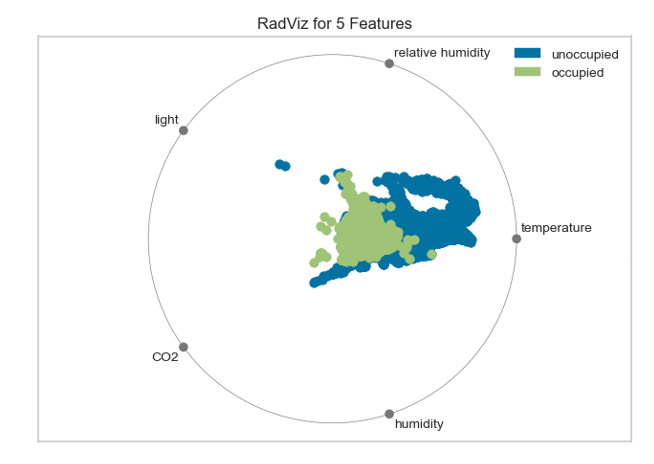 RadViz for 5 Features
relative humidity
unoccupied
occupied
light
temperature
CO2
humidity